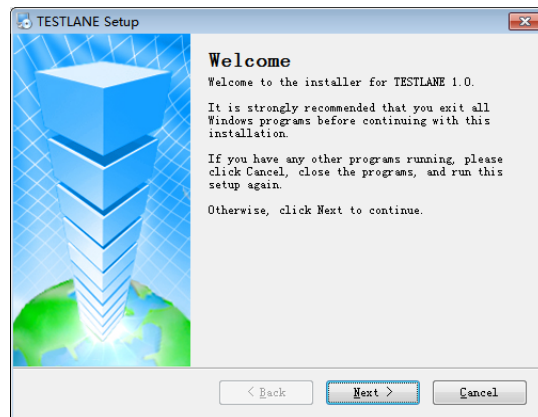 TESTLANE Setup
Welcome
Welcome to the installer for TESTLANE 1.0.
It is strongly recommended that you exit all
Windows programs before continuing with this
installation.
If you have any other programs running, please
click Cancel, close the programs, and run this
setup again.
Otherwise, click Next to continue.
< Back
Next >
Cancel